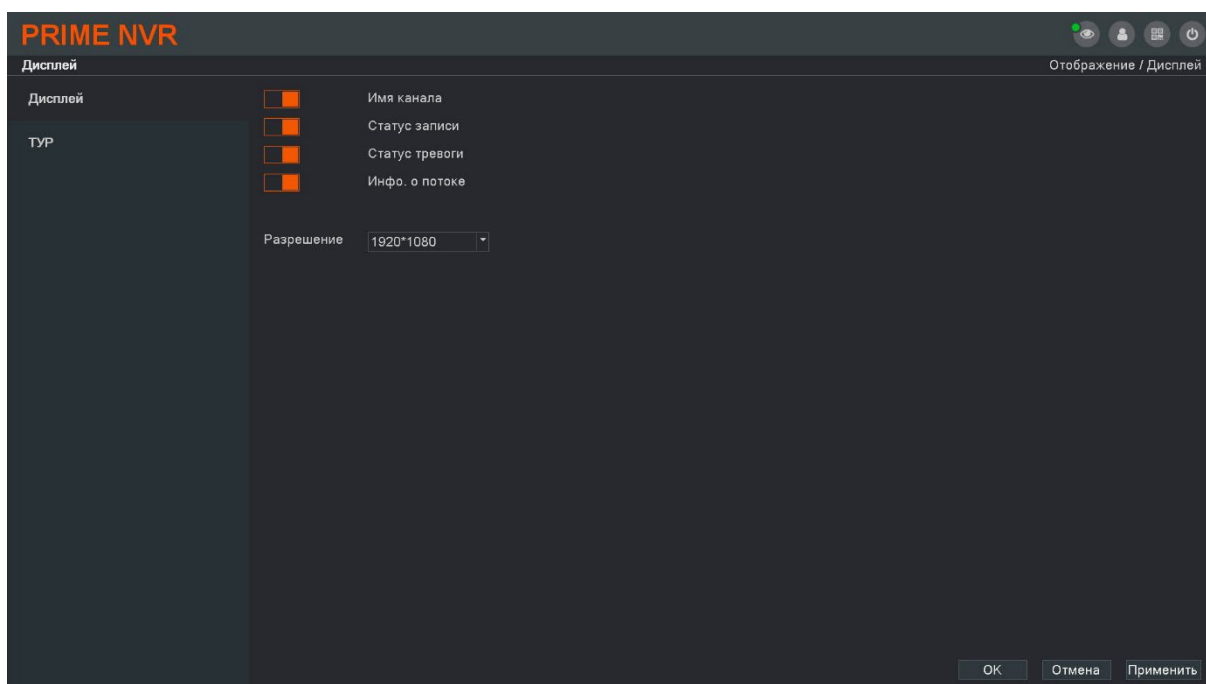 PRIME NVR
Дисплей
Отображение / Дисплей
Дисплей
ТУР
Имя канала
Статус записи
Статус тревоги
Инфо. о потоке
Разрешение 1920*1080
OK Отмена Применить